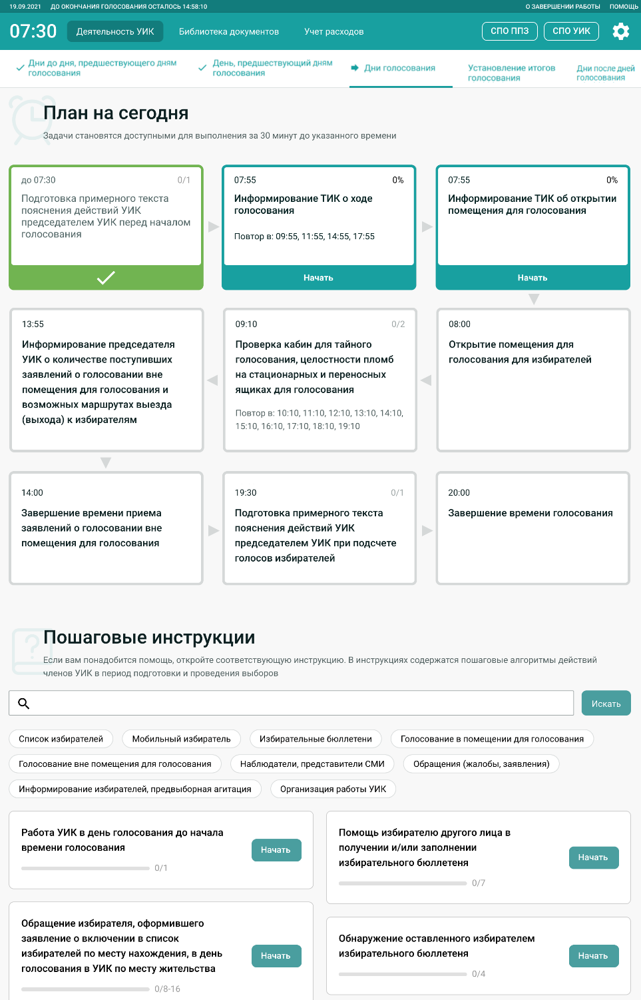 19.09.2021 ДО ОКОНЧАНИЯ ГОЛОСОВАНИЯ ОСТАЛОСЬ 14:58:10 О ЗАВЕРШЕНИИ РАБОТЫ ПОМОЩЬ
07:30 Деятельность УИК Библиотека документов Учет расходов СПО ППЗ СПО УИК
Дни до дня, предшествующего дням
голосования
День, предшествующий дням
голосования
Дни голосования
Установление итогов
голосования
Дни после дней
голосования
План на сегодня
Задачи становятся доступными для выполнения за 30 минут до указанного времени
до 07:30 0/1
Подготовка примерного текста
пояснения действий УИК
председателем УИК перед началом
голосования
07:55 0%
Информирование ТИК о ходе
голосования
Повтор в: 09:55, 11:55, 14:55, 17:55
Начать
07:55 0%
Информирование ТИК об открытии
помещения для голосования
Начать
13:55
Информирование председателя
УИК о количестве поступивших
заявлений о голосовании вне
помещения для голосования и
возможных маршрутах выезда
(выхода) к избирателям
09:10 0/2
Проверка кабин для тайного
голосования, целостности пломб
на стационарных и переносных
ящиках для голосования
Повтор в: 10:10, 11:10, 12:10, 13:10, 14:10,
15:10, 16:10, 17:10, 18:10, 19:10
08:00
Открытие помещения для
голосования для избирателей
14:00
Завершение времени приема
заявлений о голосовании вне
помещения для голосования
19:30 0/1
Подготовка примерного текста
пояснения действий УИК
председателем УИК при подсчете
голосов избирателей
20:00
Завершение времени голосования
Пошаговые инструкции
Если вам понадобится помощь, откройте соответствующую инструкцию. В инструкциях содержатся пошаговые алгоритмы действий
членов УИК в период подготовки и проведения выборов
Искать
Список избирателей Мобильный избиратель Избирательные бюллетени Голосование в помещении для голосования
Голосование вне помещения для голосования Наблюдатели, представители СМИ Обращения (жалобы, заявления)
Информирование избирателей, предвыборная агитация Организация работы УИК
Работа УИК в день голосования до начала
времени голосования
0/1
Начать
Помощь избирателю другого лица в
получении и/или заполнении
избирательного бюллетеня
0/7
Начать
Обращение избирателя, оформившего
заявление о включении в список
избирателей по месту нахождения, в день
голосования в УИК по месту жительства
0/8-16
Начать
Обнаружение оставленного избирателем
избирательного бюллетеня
0/4
Начать